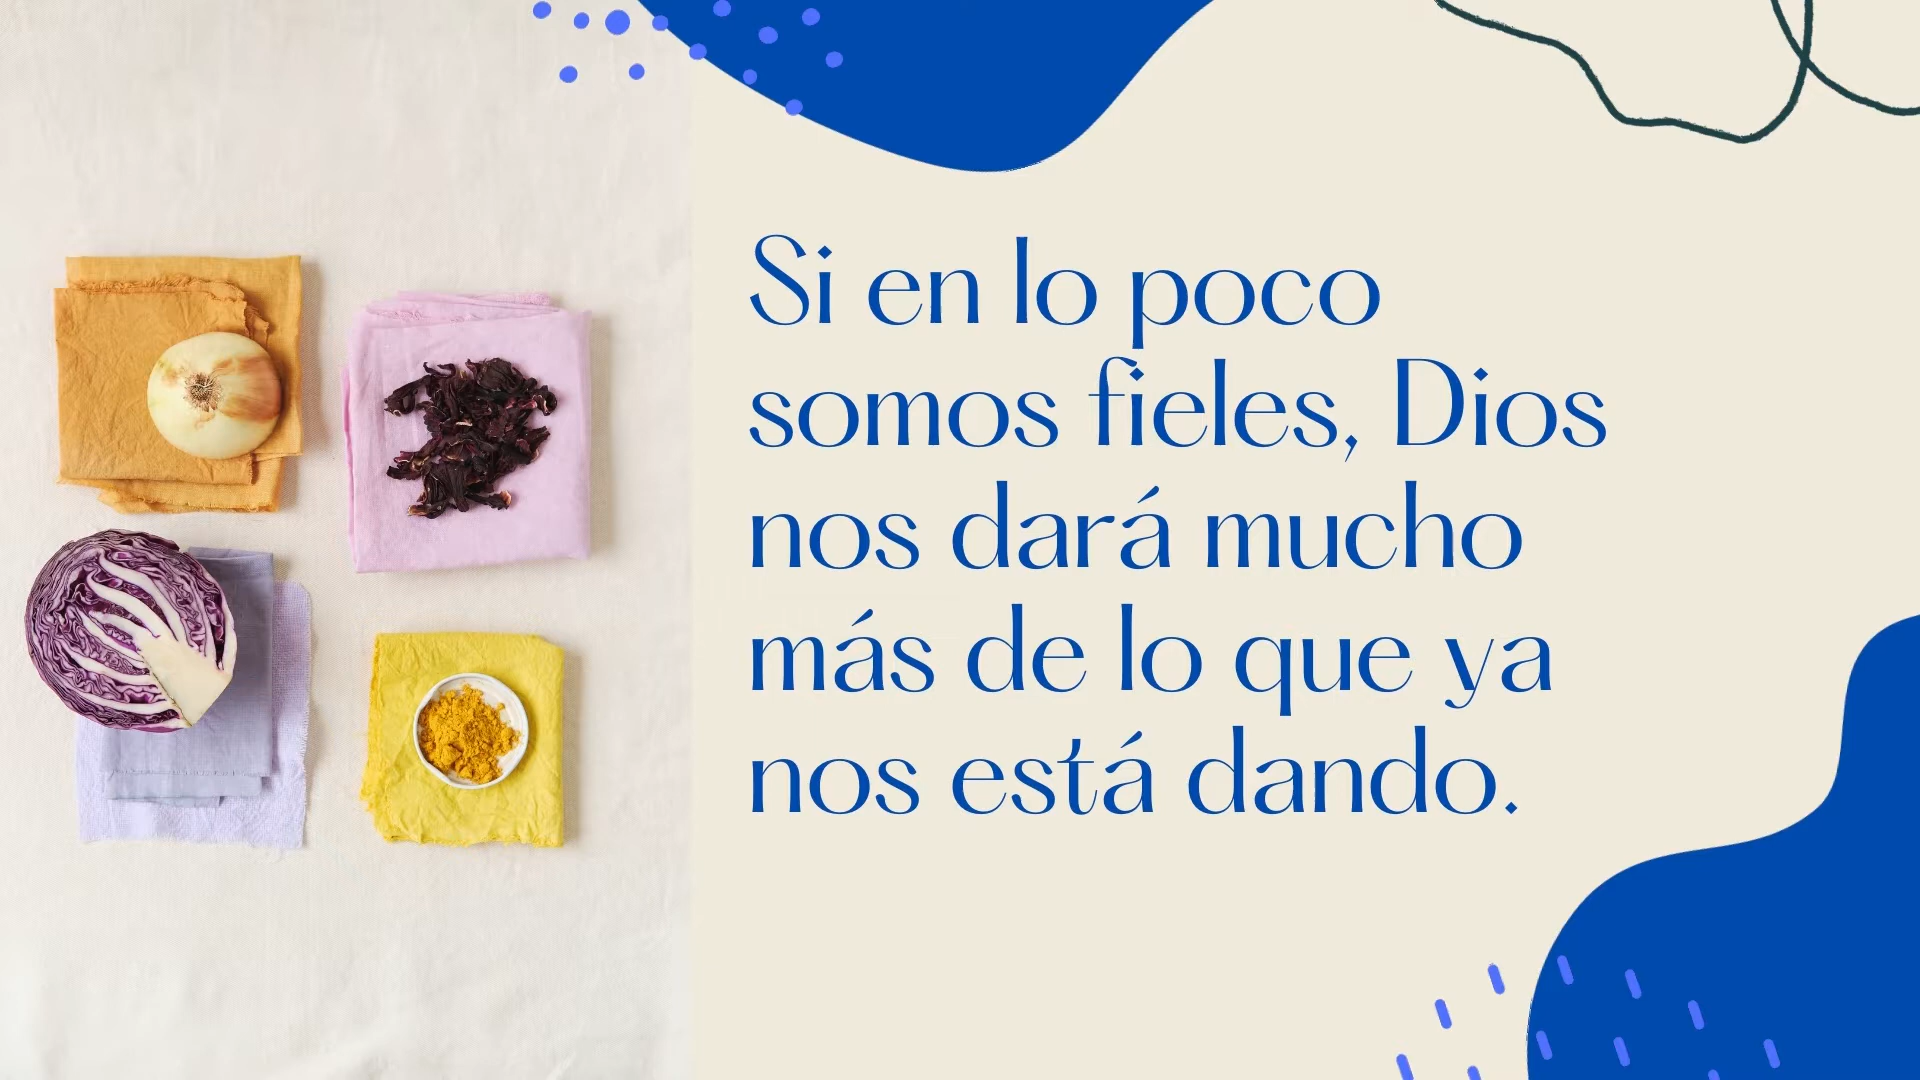 Si en lo poco
somos fieles, Dios
nos dará mucho
más de lo que ya
nos está dando.